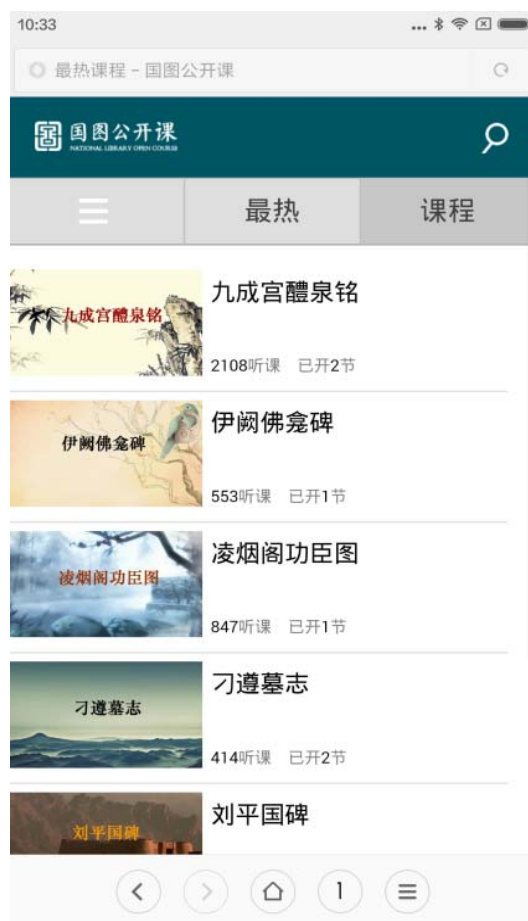 10:33
最热课程 - 国图公开课
国图公开课
NATIONAL LIBRARY OPEN COURSE
最热
课程
九成宫醴泉铭
九成宫醴泉铭
2108听课 已开2节
伊阙佛龛碑
伊阙佛龛碑
553听课 已开1节
凌烟阁功臣图
凌烟阁功臣图
847听课 已开1节
刁遵墓志
刁遵墓志
414听课 已开2节
刘平国碑
刘平国碑
1